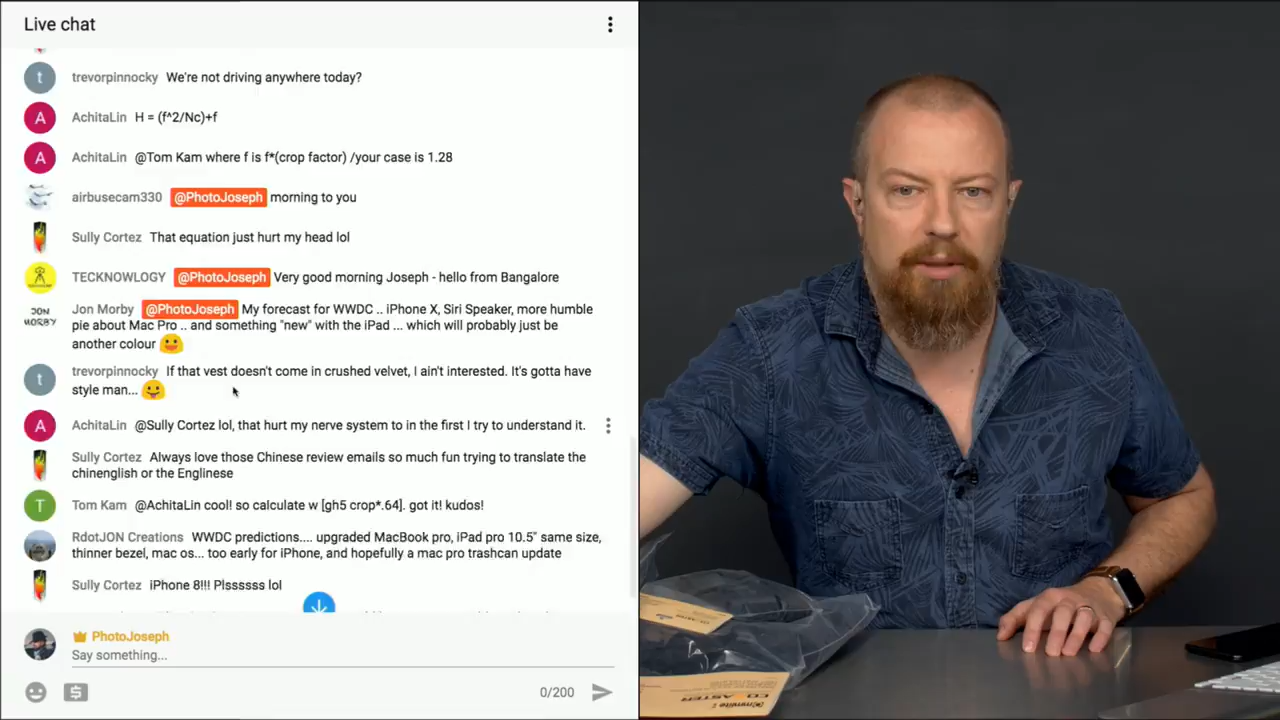 Live chat
trevorpinnocky We're not driving anywhere today?
A AchitaLin H = (f^2/Nc)+f
A AchitaLin @Tom Kam where f is f*(crop factor) /your case is 1.28
airbusecam330 @PhotoJoseph morning to you
Sully Cortez That equation just hurt my head lol
TECKNOWLOGY @PhotoJoseph Very good morning Joseph - hello from Bangalore
Jon Morby @PhotoJoseph My forecast for WWDC .. iPhone X, Siri Speaker, more humble
JON MORBY pie about Mac Pro .. and something "new" with the iPad ... which will probably just be
another colour
t trevorpinnocky If that vest doesn't come in crushed velvet, I ain't interested. It's gotta have
style man...
A AchitaLin @Sully Cortez lol, that hurt my nerve system to in the first I try to understand it.
Sully Cortez Always love those Chinese review emails so much fun trying to translate the
chinenglish or the Englinese
T Tom Kam @AchitaLin cool! so calculate w [gh5 crop*.64]. got it! kudos!
RdotJON Creations WWDC predictions.... upgraded MacBook pro, iPad pro 10.5" same size,
thinner bezel, mac os... too early for iPhone, and hopefully a mac pro trashcan update
Sully Cortez iPhone 8!!! Plssssss lol
PhotoJoseph
Say something...
0/200